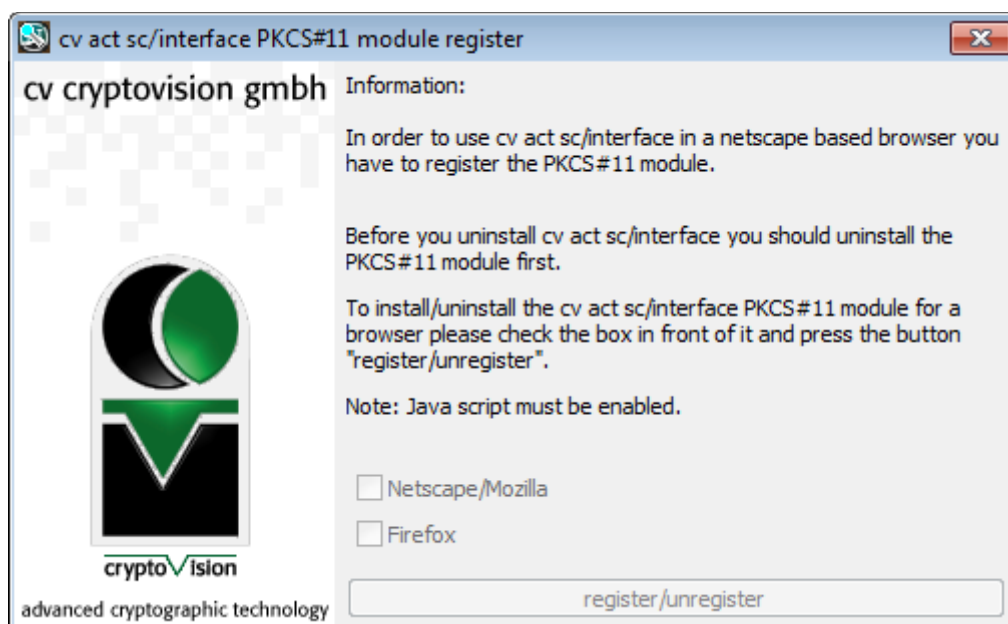 cv act sc/interface PKCS#11 module register
cv cryptovision gmbh
Information:
In order to use cv act sc/interface in a netscape based browser you
have to register the PKCS#11 module.
Before you uninstall cv act sc/interface you should uninstall the
PKCS#11 module first.
To install/uninstall the cv act sc/interface PKCS#11 module for a
browser please check the box in front of it and press the button
"register/unregister".
Note: Java script must be enabled.
Netscape/Mozilla
Firefox
cryptoVision
advanced cryptographic technology
register/unregister